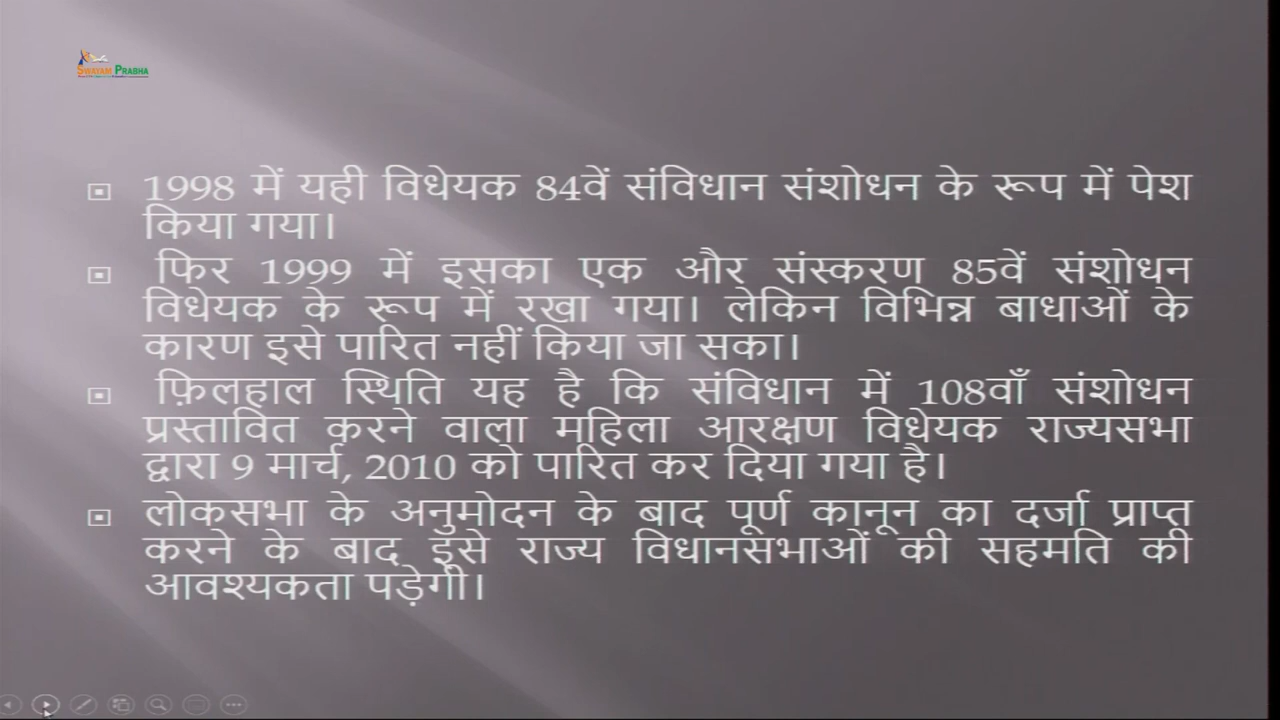 SWAYAM PRABHA
1998 में यही विधेयक 84वें संविधान संशोधन के रूप में पेश
किया गया।
फिर 1999 में इसका एक और संस्करण 85वें संशोधन
विधेयक के रूप में रखा गया। लेकिन विभिन्न बाधाओं के
कारण इसे पारित नहीं किया जा सका।
फ़िलहाल स्थिति यह है कि संविधान में 108वाँ संशोधन
प्रस्तावित करने वाला महिला आरक्षण विधेयक राज्यसभा
द्वारा 9 मार्च, 2010 को पारित कर दिया गया है।
लोकसभा के अनुमोदन के बाद पूर्ण कानून का दर्जा प्राप्त
करने के बाद इसे राज्य विधानसभाओं की सहमति की
आवश्यकता पड़ेगी।